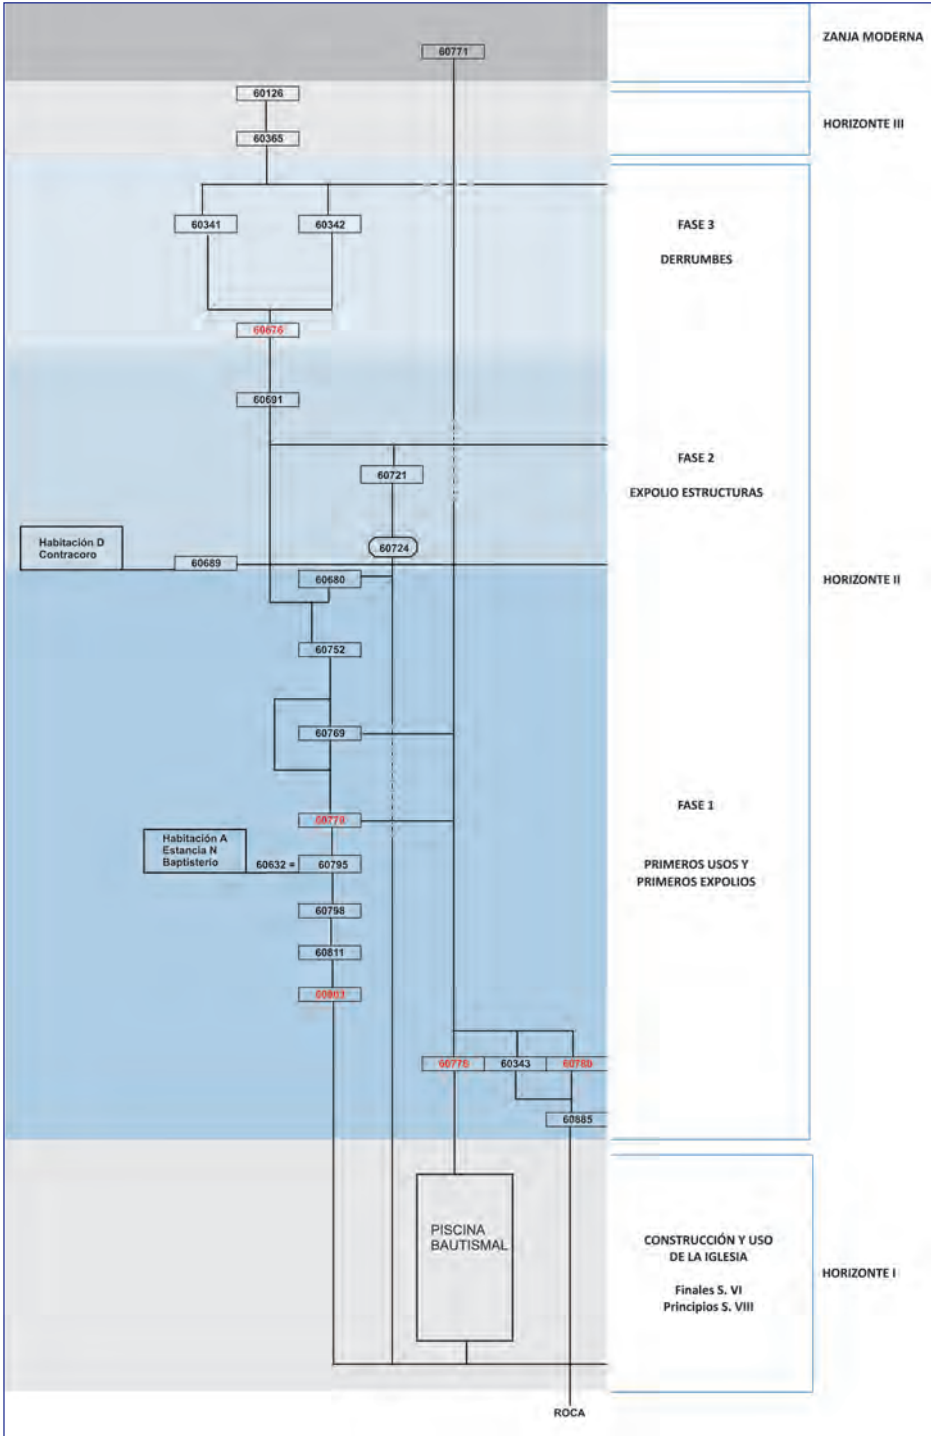 ZANJA MODERNA
60771
60126
HORIZONTE III
60365
60341
60342
FASE 3
DERRUMBES
60676
60691
FASE 2
60721
EXPOLIO ESTRUCTURAS
Habitación D
Contracoro
60724
60689
60680
HORIZONTE II
60752
60769
FASE 1
60779
Habitación A
Estancia N
Baptisterio
60632 =
60795
PRIMEROS USOS Y
PRIMEROS EXPOLIOS
60798
60811
60776
60343
60780
60885
PISCINA
BAUTISMAL
CONSTRUCCIÓN Y USO
DE LA IGLESIA
Finales S. VI
Principios S. VIII
HORIZONTE I
ROCA